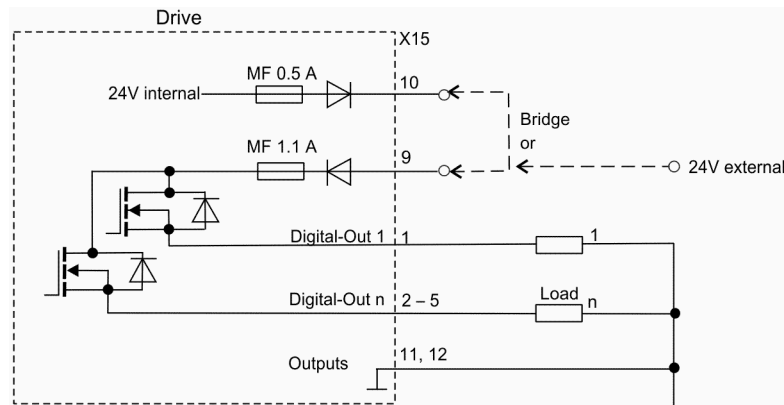 Drive
X15
MF 0.5 A
10
24V internal
Bridge
or
MF 1.1 A
9
24V external
Digital-Out 1
1
1
Digital-Out n
2 – 5
Load
n
Outputs
11, 12